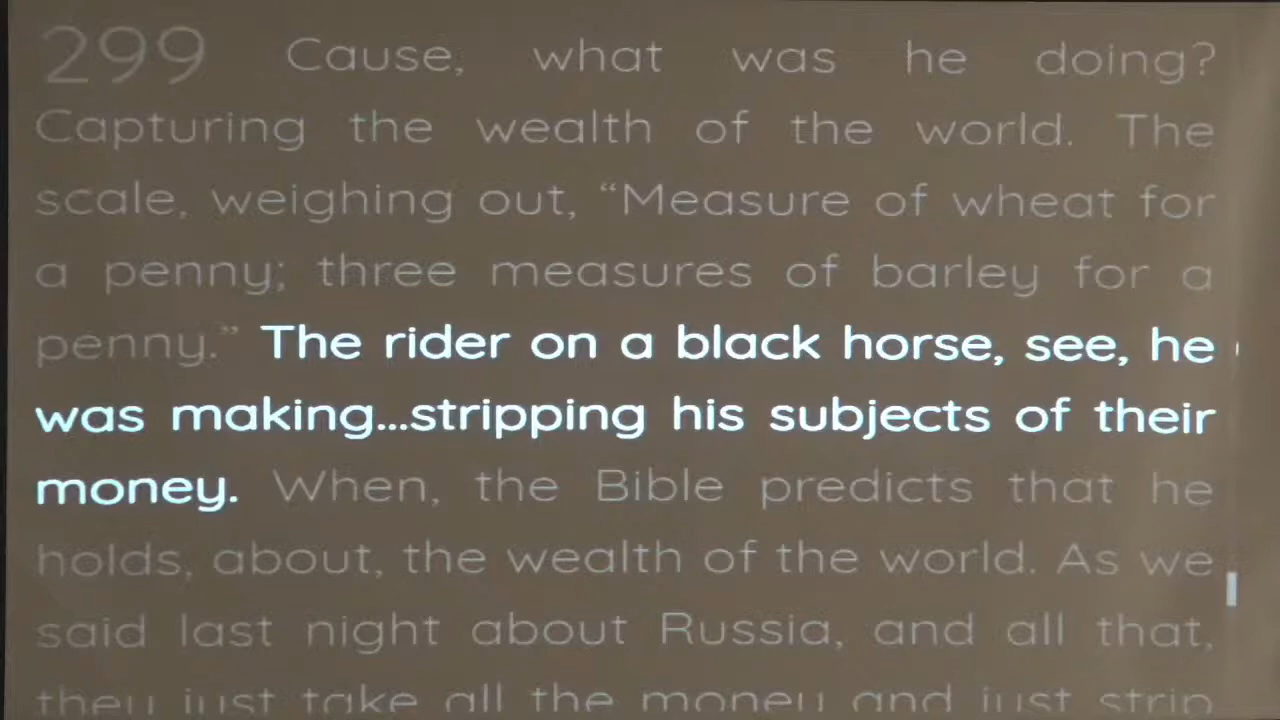 299 Cause, what was he doing?
Capturing the wealth of the world. The
scale, weighing out, “Measure of wheat for
a penny; three measures of barley for a
penny.” The rider on a black horse, see, he
was making...stripping his subjects of their
money. When, the Bible predicts that he
holds, about, the wealth of the world. As we
said last night about Russia, and all that,
they just take all the money and just strip